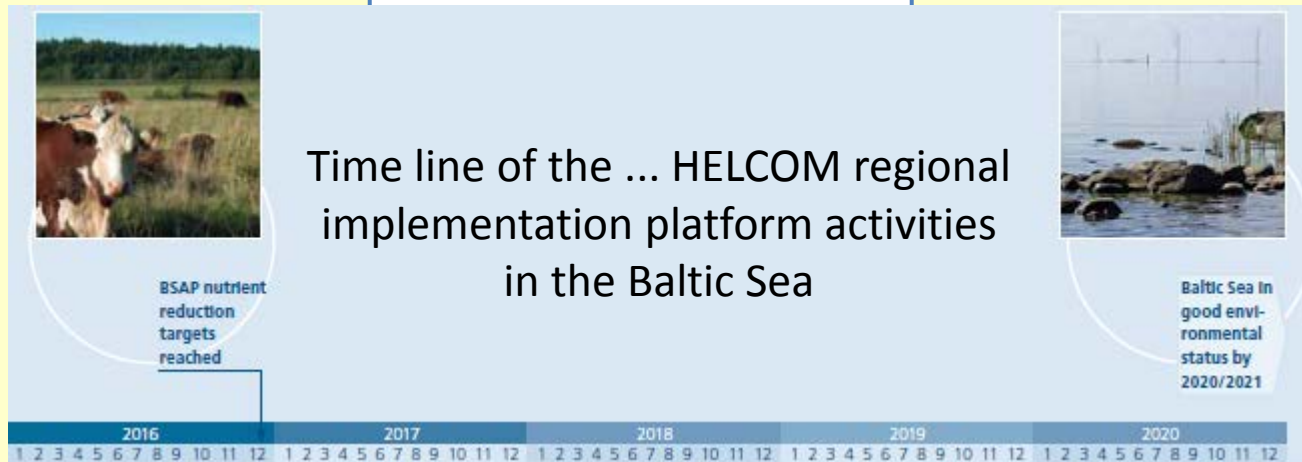 Time line of the ... HELCOM regional
implementation platform activities
in the Baltic Sea
BSAP nutrient
reduction
targets
reached
Baltic Sea in
good envi-
ronmental
status by
2020/2021
2016 2017 2018 2019 2020
1 2 3 4 5 6 7 8 9 10 11 12 1 2 3 4 5 6 7 8 9 10 11 12 1 2 3 4 5 6 7 8 9 10 11 12 1 2 3 4 5 6 7 8 9 10 11 12 1 2 3 4 5 6 7 8 9 10 11 12